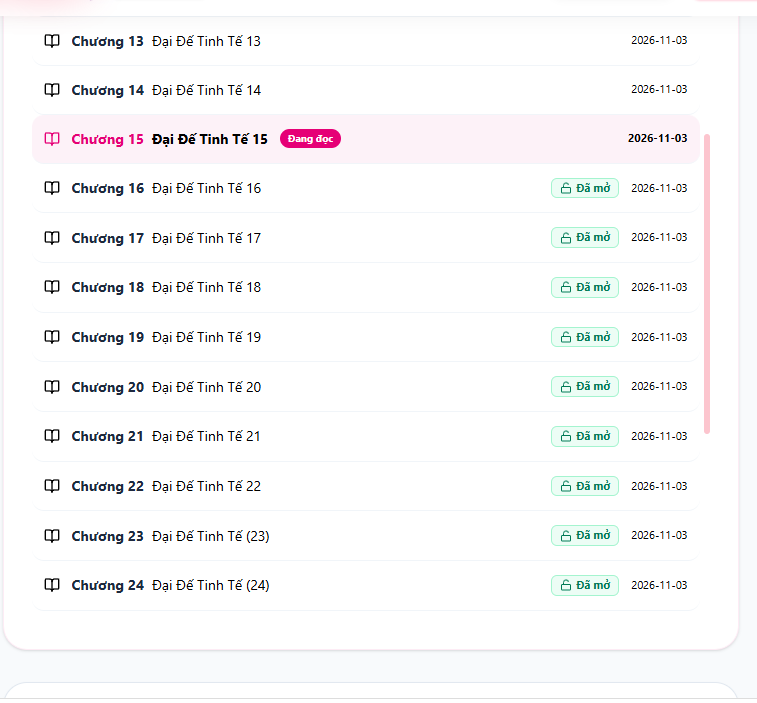 Chương 13 Đại Đế Tinh Tế 13 2026-11-03
Chương 14 Đại Đế Tinh Tế 14 2026-11-03
Chương 15 Đại Đế Tinh Tế 15 Đang đọc 2026-11-03
Chương 16 Đại Đế Tinh Tế 16 Đã mở 2026-11-03
Chương 17 Đại Đế Tinh Tế 17 Đã mở 2026-11-03
Chương 18 Đại Đế Tinh Tế 18 Đã mở 2026-11-03
Chương 19 Đại Đế Tinh Tế 19 Đã mở 2026-11-03
Chương 20 Đại Đế Tinh Tế 20 Đã mở 2026-11-03
Chương 21 Đại Đế Tinh Tế 21 Đã mở 2026-11-03
Chương 22 Đại Đế Tinh Tế 22 Đã mở 2026-11-03
Chương 23 Đại Đế Tinh Tế (23) Đã mở 2026-11-03
Chương 24 Đại Đế Tinh Tế (24) Đã mở 2026-11-03